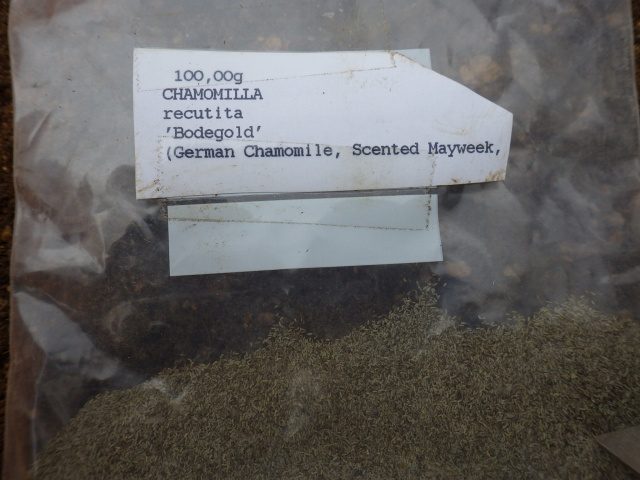 100,00g
CHAMOMILLA
recutita
'Bodegold'
(German Chamomile, Scented Mayweek,